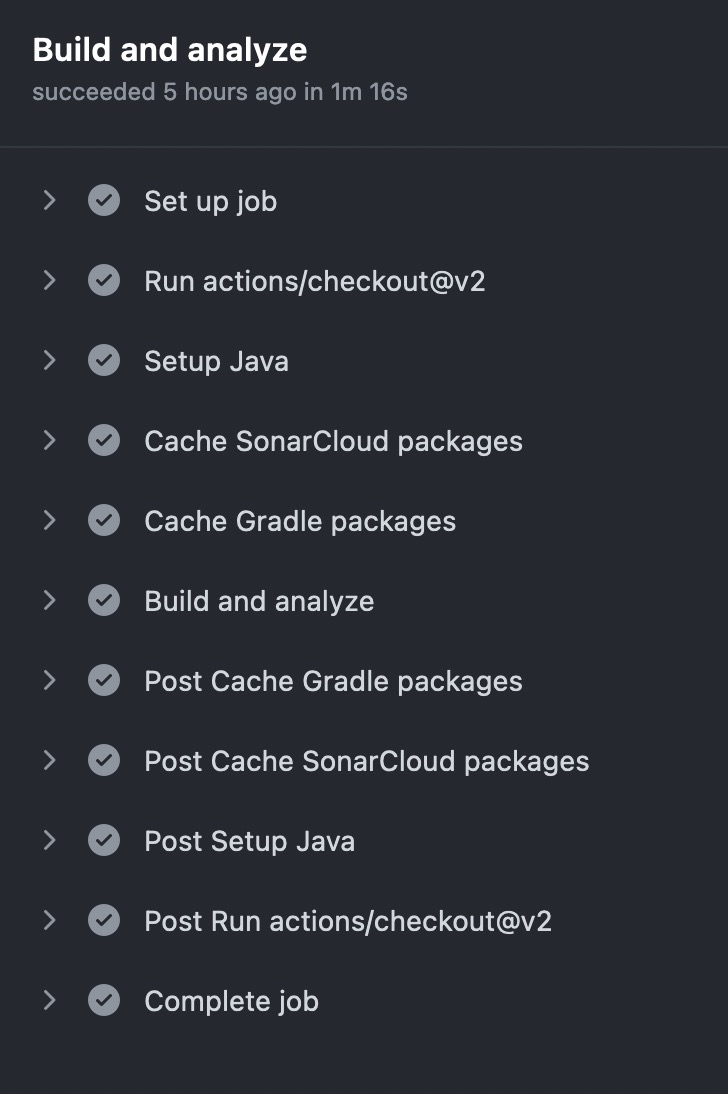 Build and analyze
succeeded 5 hours ago in 1m 16s
Set up job
Run actions/checkout@v2
Setup Java
Cache SonarCloud packages
Cache Gradle packages
Build and analyze
Post Cache Gradle packages
Post Cache SonarCloud packages
Post Setup Java
Post Run actions/checkout@v2
Complete job